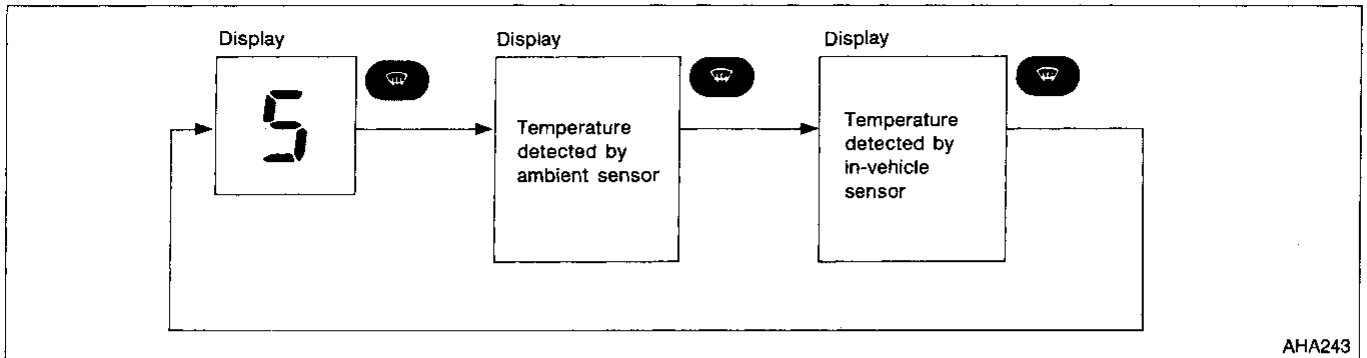 Display
5
Temperature
detected by
ambient sensor
Display
Temperature
detected by
in-vehicle
sensor
Display
AHA243